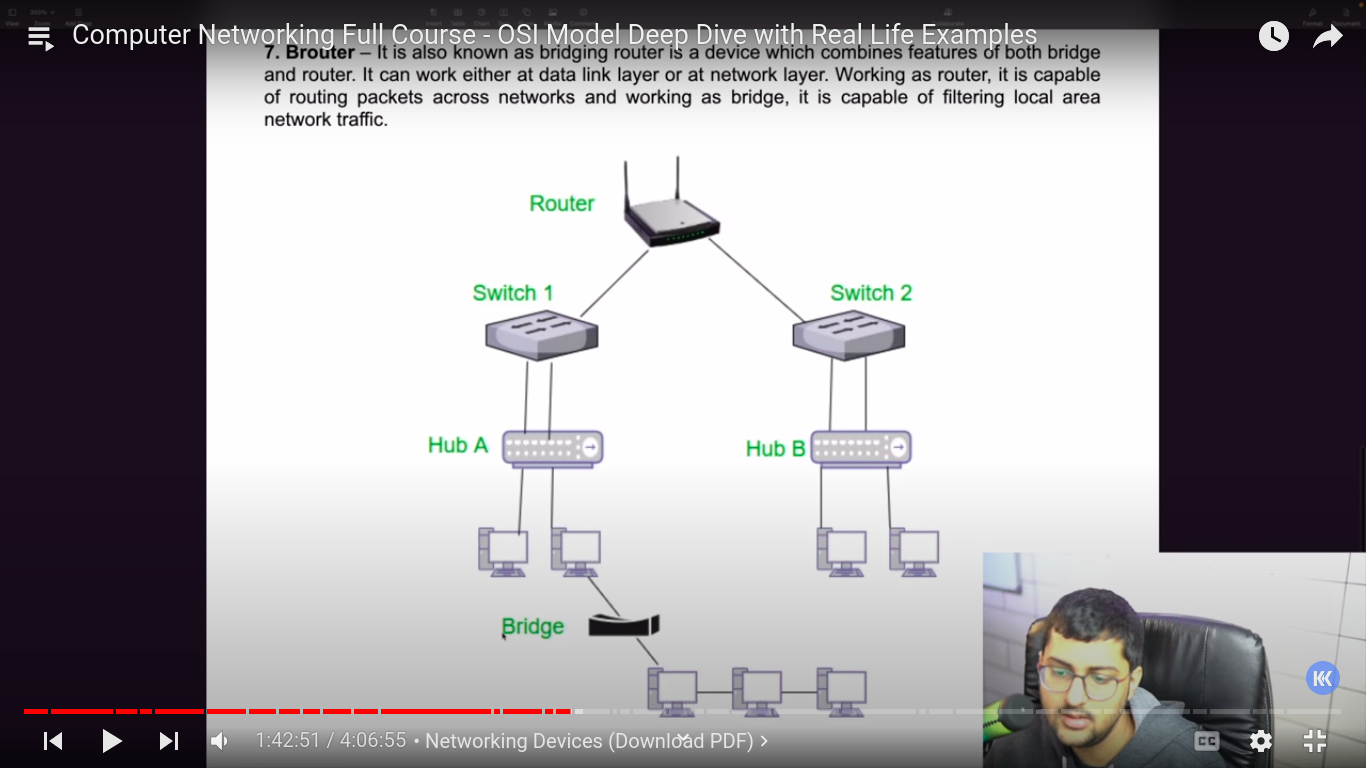 Computer Networking Full Course - OSI Model Deep Dive with Real Life Examples
7. Brouter – It is also known as bridging router is a device which combines features of both bridge
and router. It can work either at data link layer or at network layer. Working as router, it is capable
of routing packets across networks and working as bridge, it is capable of filtering local area
network traffic.
Router
Switch 1
Switch 2
Hub A
Hub B
Bridge
1:42:51 / 4:06:55 • Networking Devices (Download PDF)
CC